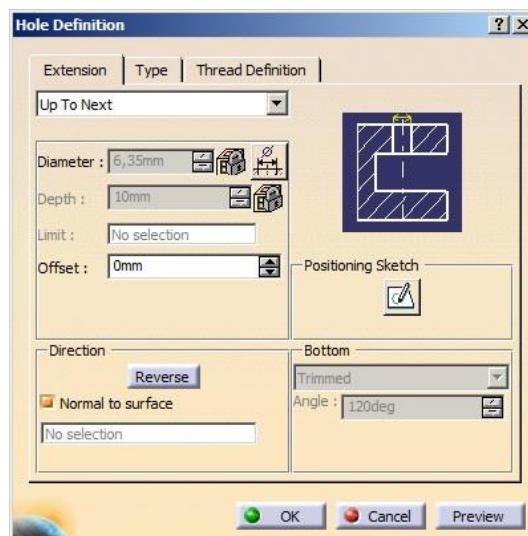 Hole Definition
Extension
Type
Thread Definition
Up To Next
Diameter :
6,35mm
Depth :
10mm
Limit :
No selection
Offset :
0mm
Positioning Sketch
Direction
Reverse
Normal to surface
No selection
Bottom
Trimmed
Angle :
120deg
OK
Cancel
Preview